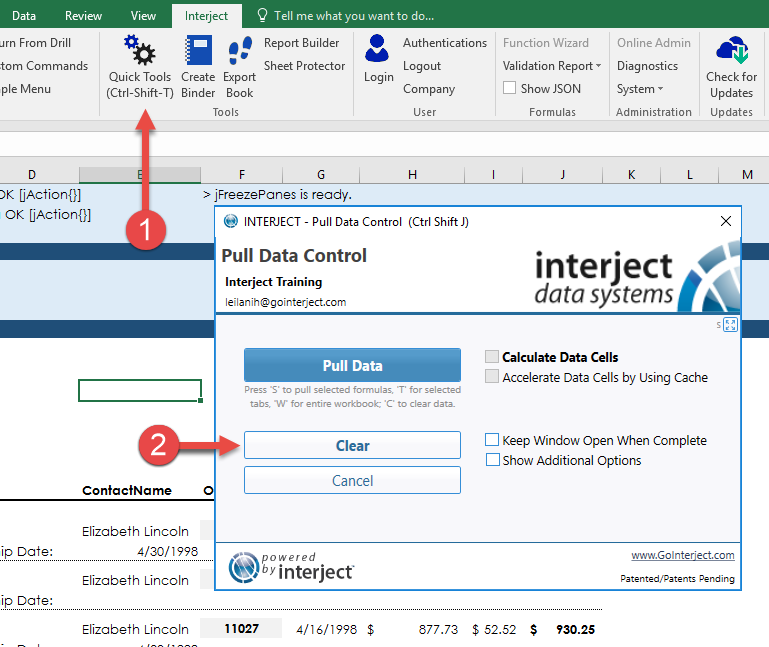 Data Review View Interject Tell me what you want to do...
urn From Drill
tom Commands
ple Menu
Quick Tools
(Ctrl-Shift-T)
Create
Binder
Export
Book
Report Builder
Sheet Protector
Tools
Login
Authentications
Logout
Company
User
Function Wizard
Validation Report
Show JSON
Formulas
Online Admin
Diagnostics
System
Administration
Check for
Updates
Updates
D E F G H I J K L M
OK [jAction{}] > jFreezePanes is ready.
OK [jAction{}]
1
INTERJECT - Pull Data Control (Ctrl Shift J)
Pull Data Control
Interject Training
leilanih@gointerject.com
interject
data systems
S
Pull Data
Press 'S' to pull selected formulas, 'T' for selected
tabs, 'W' for entire workbook; 'C' to clear data.
Calculate Data Cells
Accelerate Data Cells by Using Cache
2
Clear
Cancel
Keep Window Open When Complete
Show Additional Options
powered
by interject
www.GoInterject.com
Patented/Patents Pending
ContactName O
Elizabeth Lincoln
ip Date: 4/30/1998
Elizabeth Lincoln
ip Date:
Elizabeth Lincoln 11027 4/16/1998 $ 877.73 $ 52.52 $ 930.25